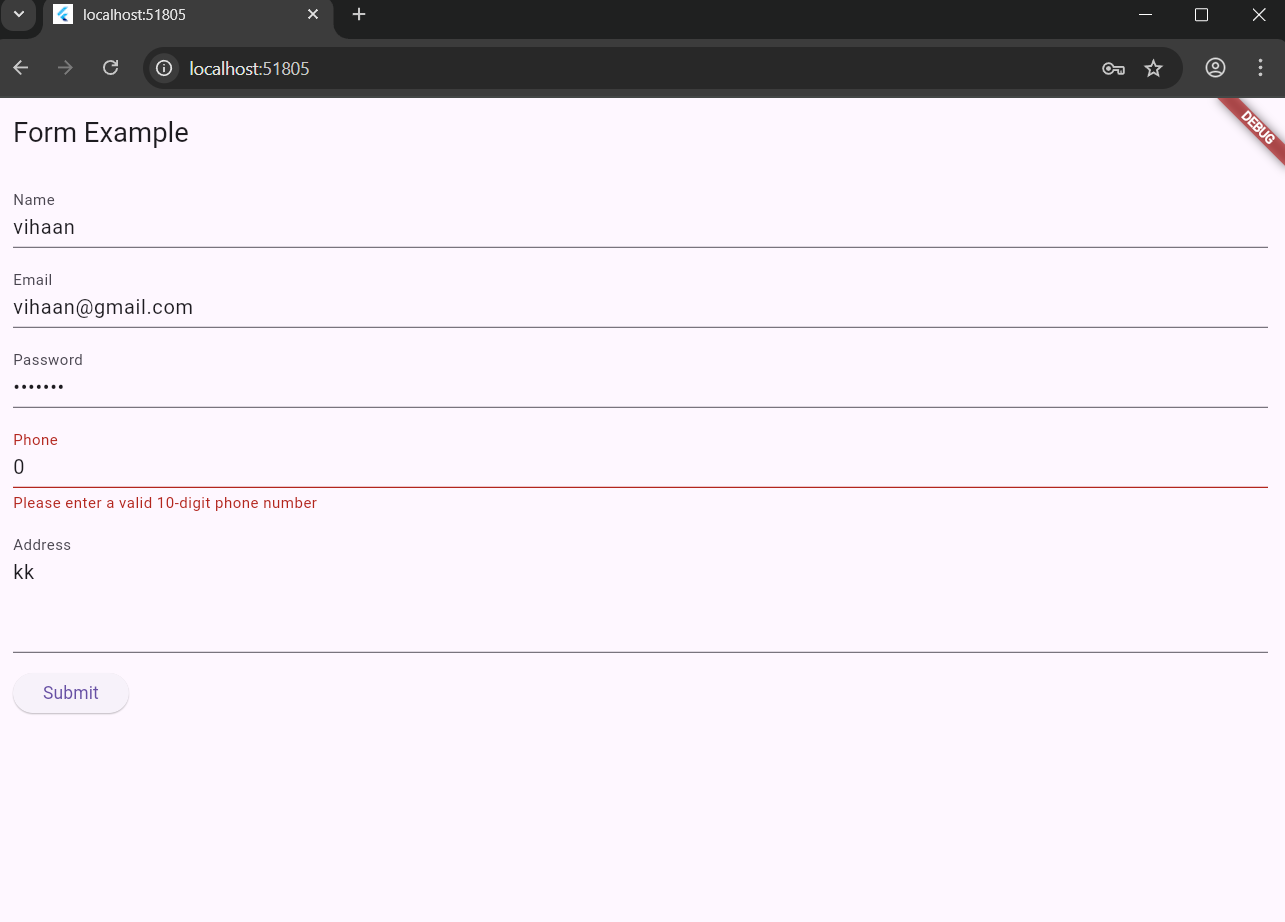 localhost:51805
localhost:51805
Form Example
DEBUG
Name
vihaan
Email
vihaan@gmail.com
Password
•••••••
Phone
0
Please enter a valid 10-digit phone number
Address
kk
Submit